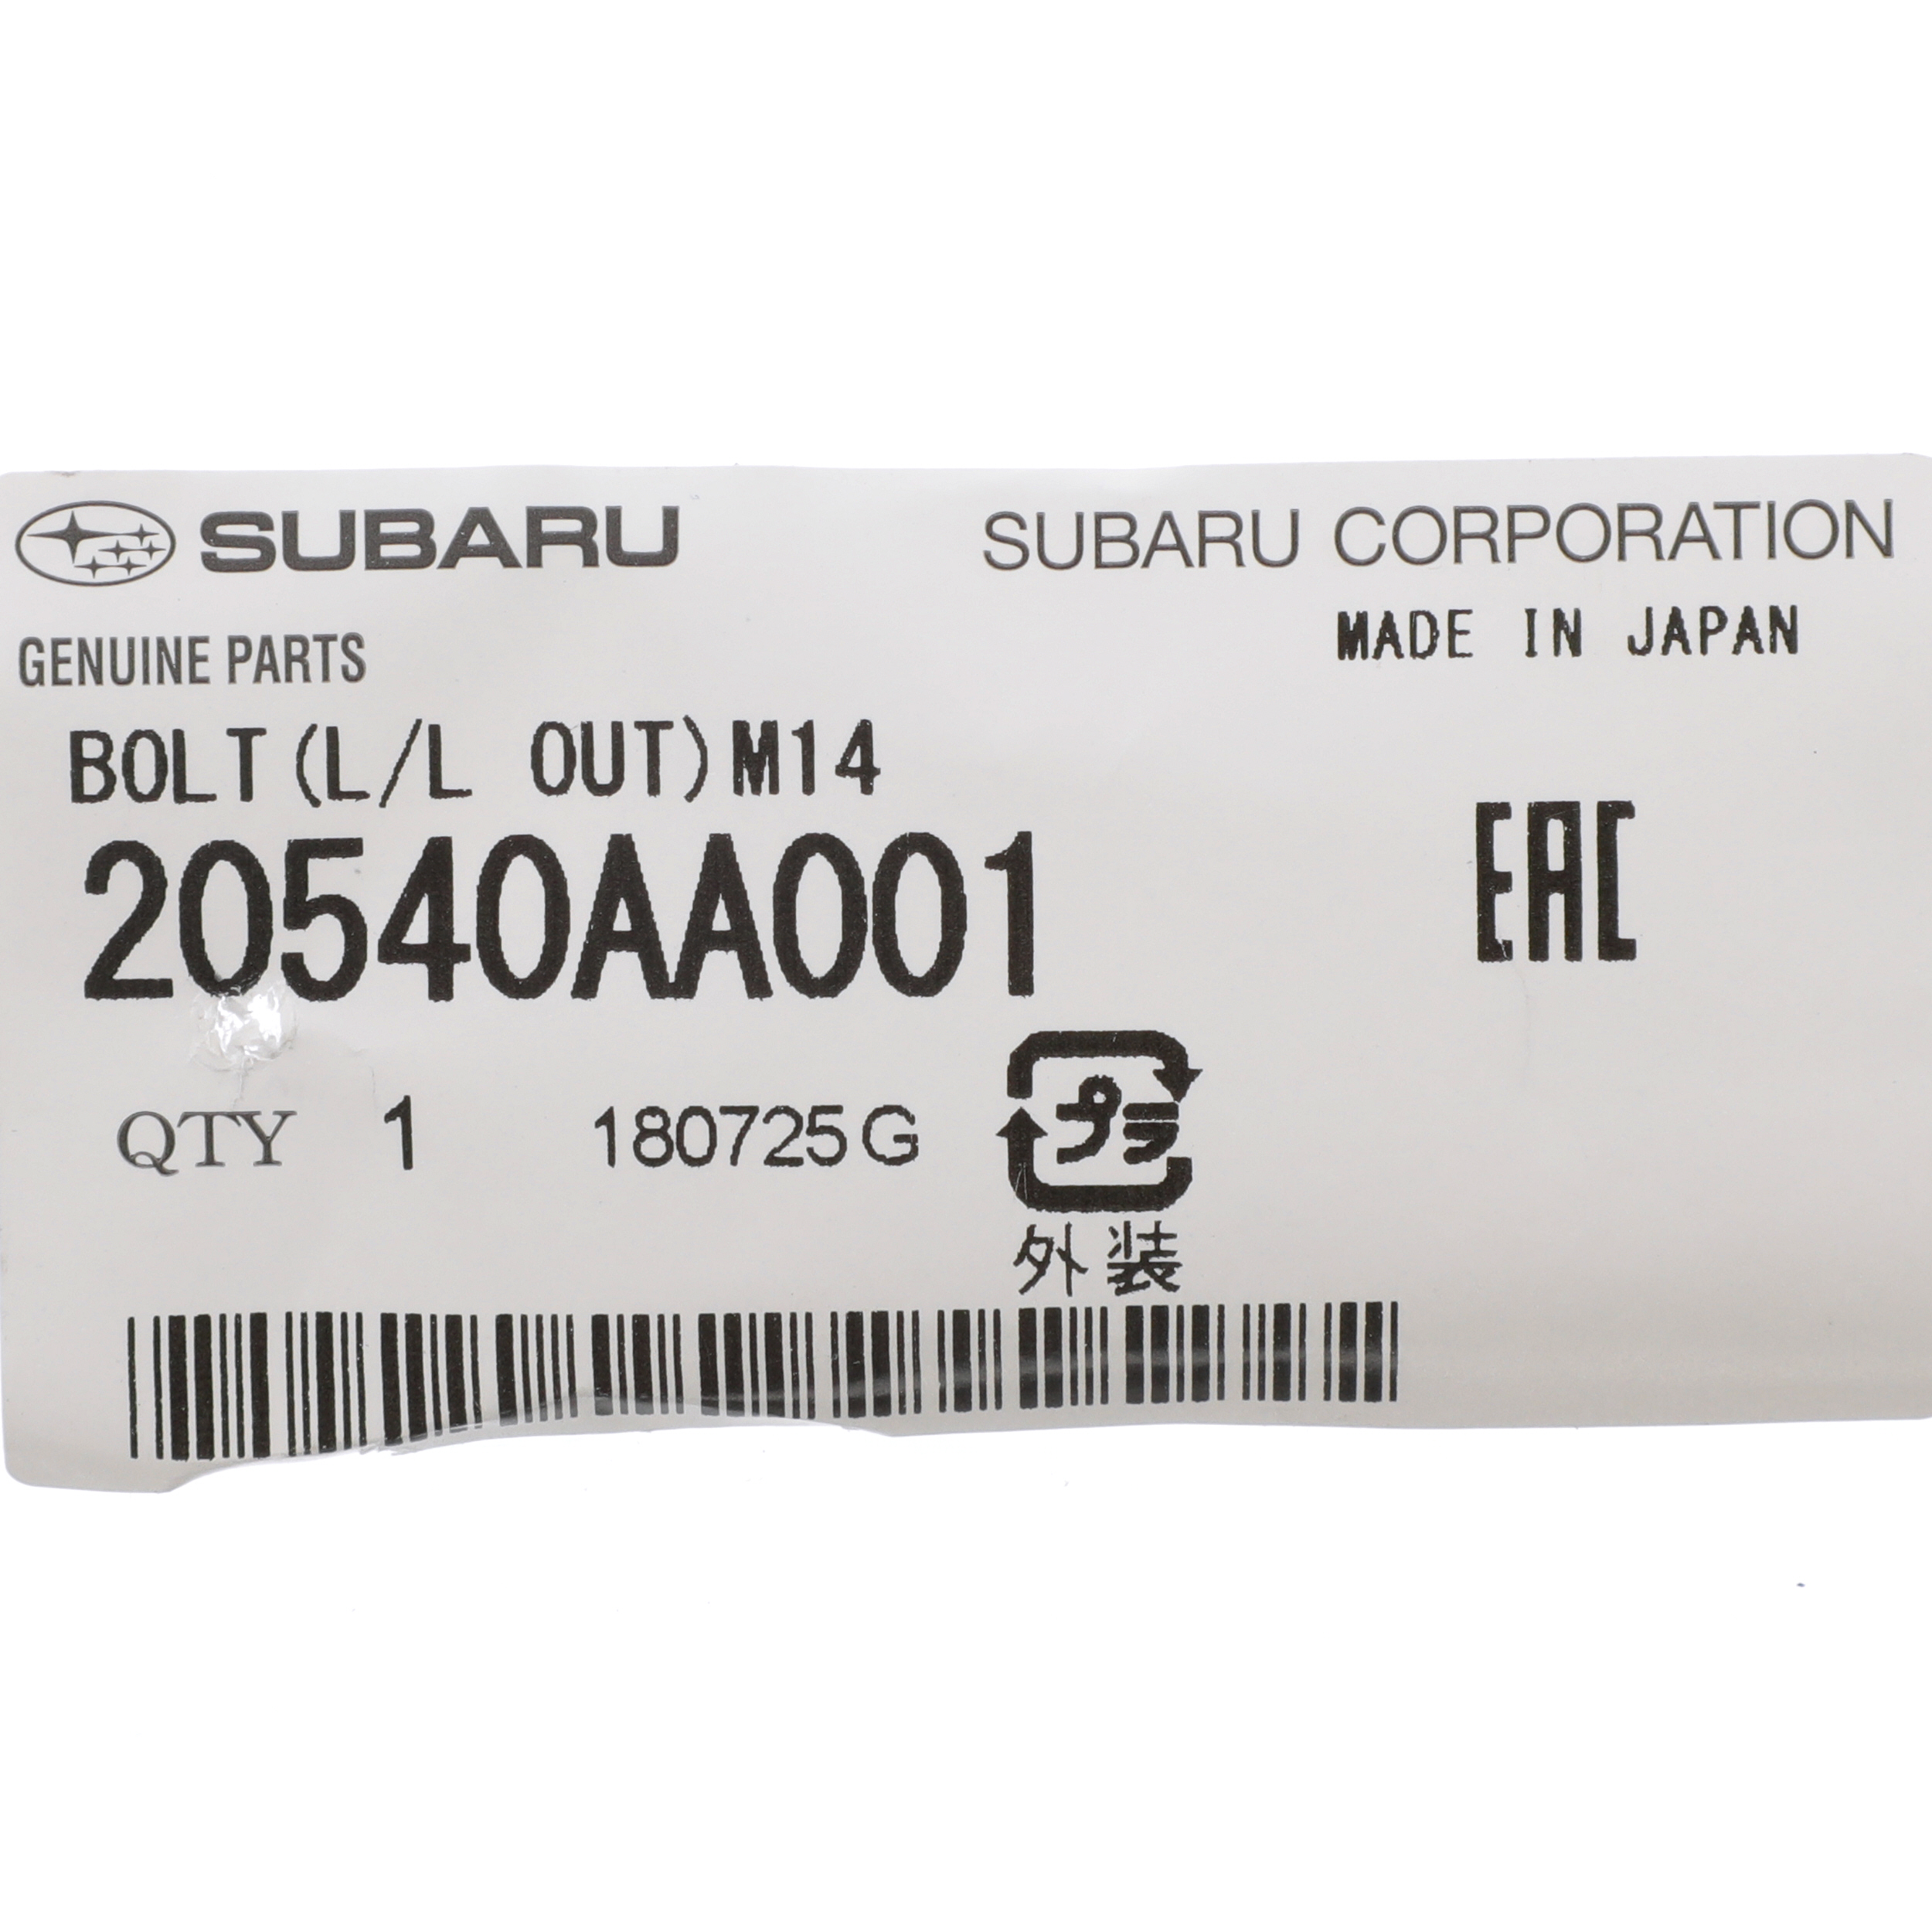 SUBARU
SUBARU CORPORATION
GENUINE PARTS
MADE IN JAPAN
BOLT(L/L OUT)M14
20540AA001
EAC
QTY 1 180725G
プラ
外装